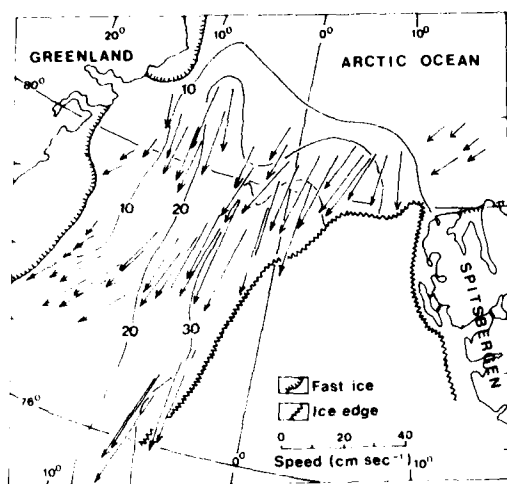 20° 10° 0° 10°
GREENLAND
ARCTIC OCEAN
80°
10
10
20
20
30
SPITSBERGEN
Fast ice
Ice edge
76°
0 20 40
10° 0° 10°
Speed (cm sec⁻¹)